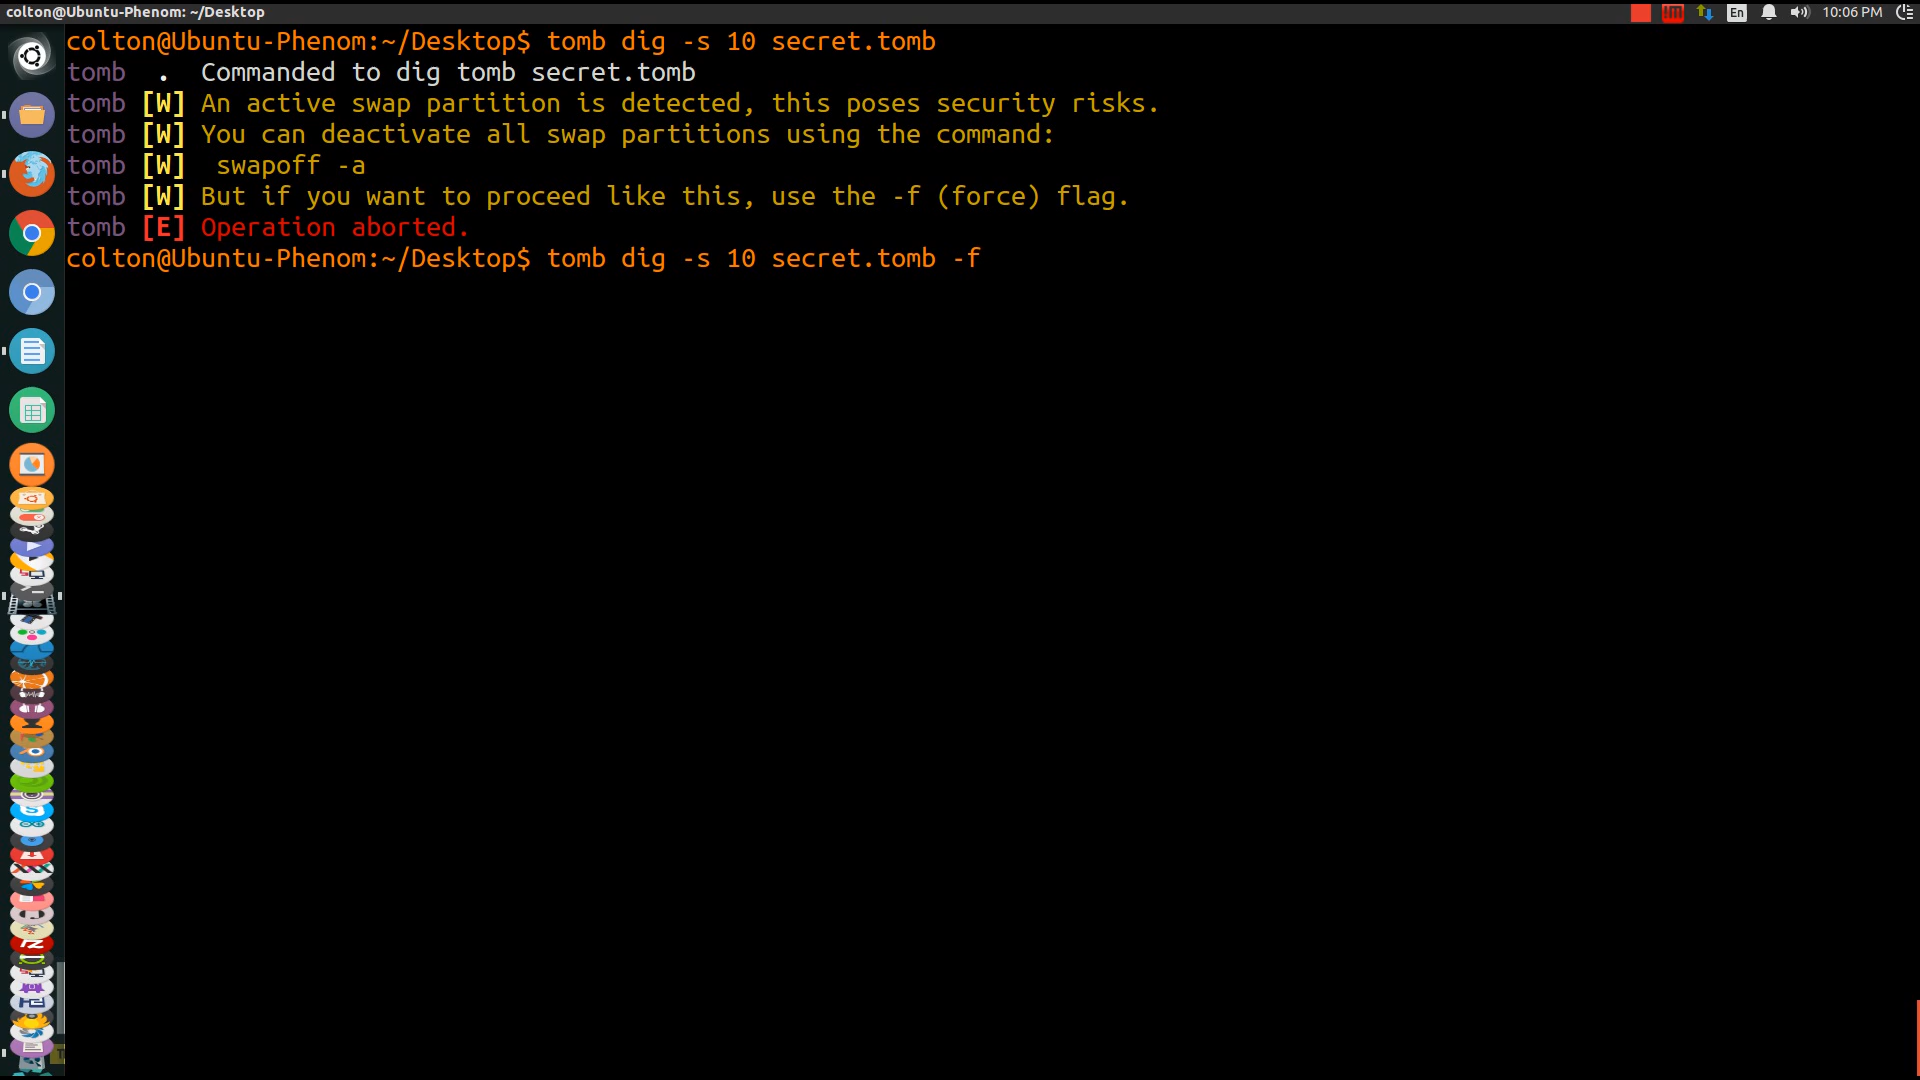 colton@Ubuntu-Phenom: ~/Desktop
En
10:06 PM
colton@Ubuntu-Phenom:~/Desktop$ tomb dig -s 10 secret.tomb
tomb  .  Commanded to dig tomb secret.tomb
tomb [W] An active swap partition is detected, this poses security risks.
tomb [W] You can deactivate all swap partitions using the command:
tomb [W]  swapoff -a
tomb [W] But if you want to proceed like this, use the -f (force) flag.
tomb [E] Operation aborted.
colton@Ubuntu-Phenom:~/Desktop$ tomb dig -s 10 secret.tomb -f